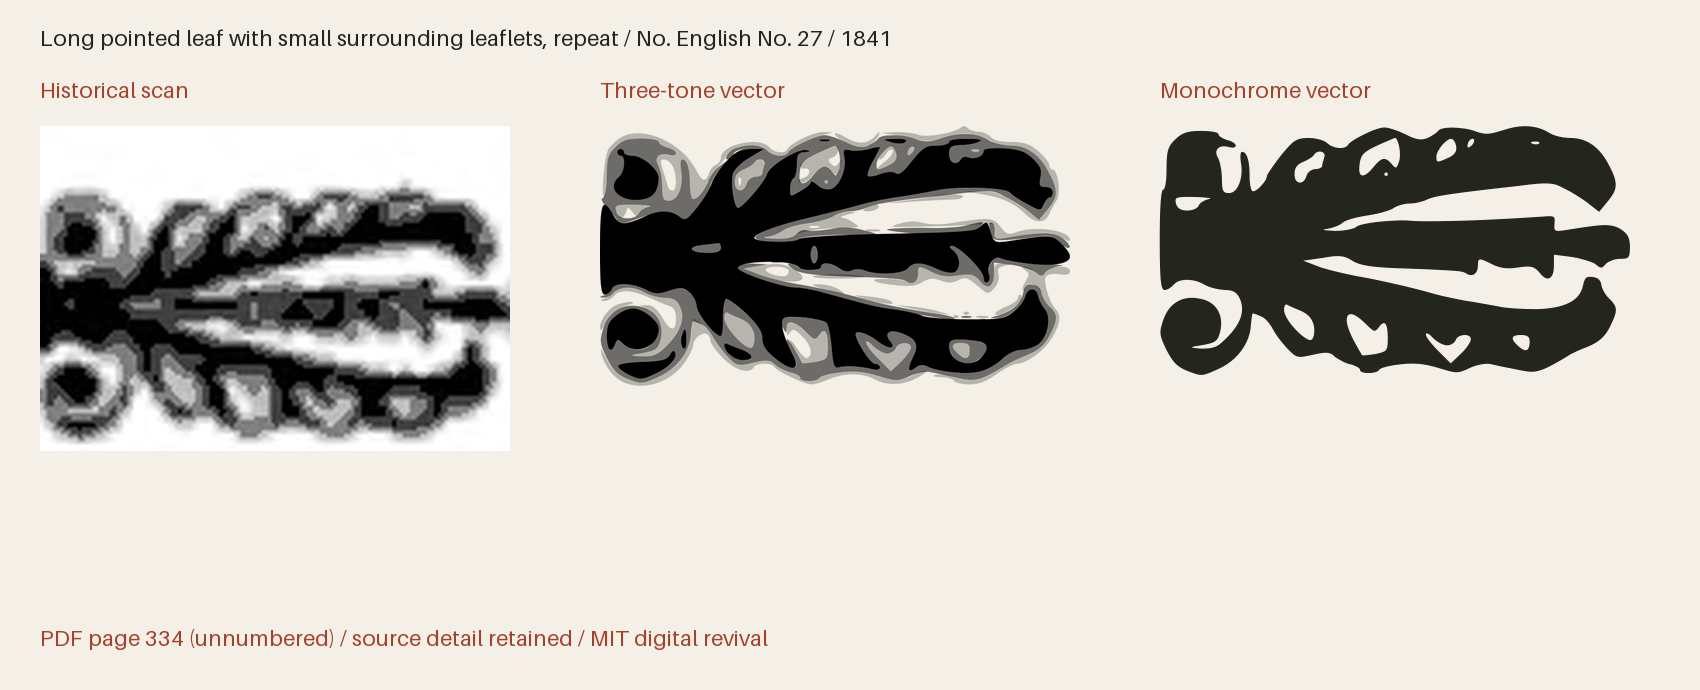 Long pointed leaf with small surrounding leaflets, repeat / No. English No. 27 / 1841
Historical scan
Three-tone vector
Monochrome vector
PDF page 334 (unnumbered) / source detail retained / MIT digital revival